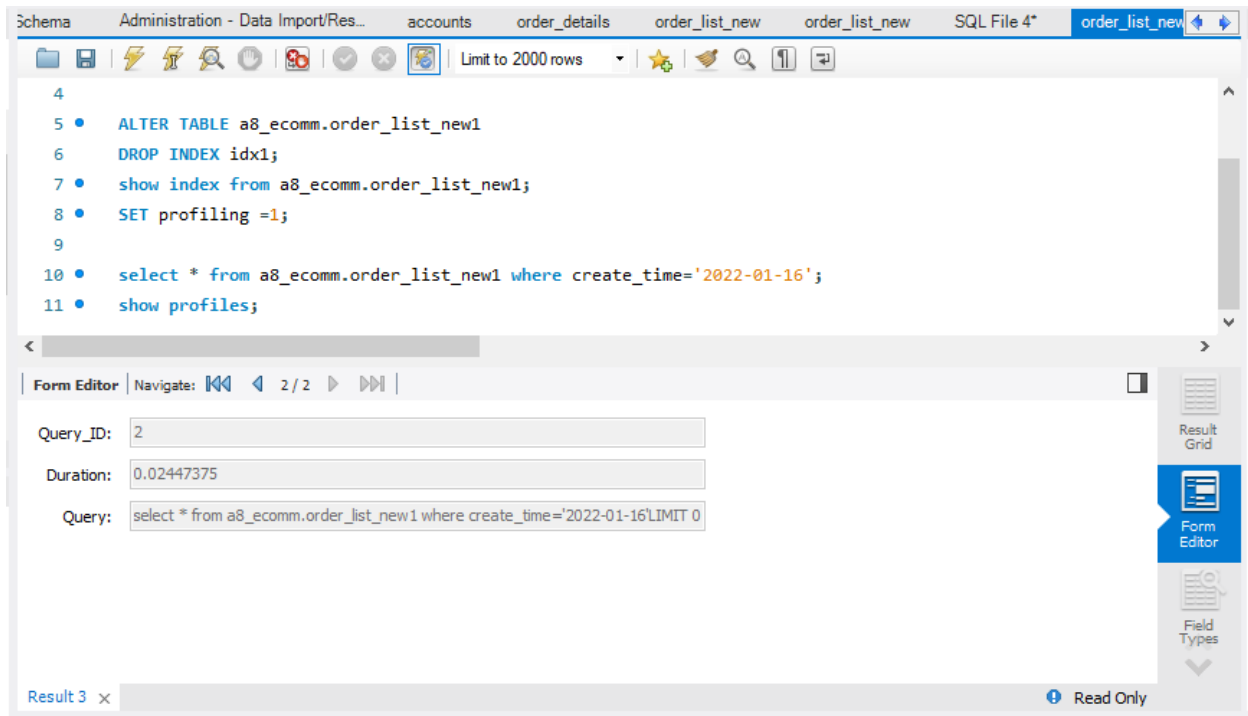 Schema Administration - Data Import/Res... accounts order_details order_list_new order_list_new SQL File 4* order_list_new
Limit to 2000 rows
4
5 ALTER TABLE a8_ecomm.order_list_new1
6 DROP INDEX idx1;
7 show index from a8_ecomm.order_list_new1;
8 SET profiling =1;
9
10 select * from a8_ecomm.order_list_new1 where create_time='2022-01-16';
11 show profiles;
Form Editor Navigate: 2 / 2
Query_ID: 2
Duration: 0.02447375
Query: select * from a8_ecomm.order_list_new1 where create_time='2022-01-16'LIMIT 0
Result
Grid
Form
Editor
Field
Types
Result 3
Read Only